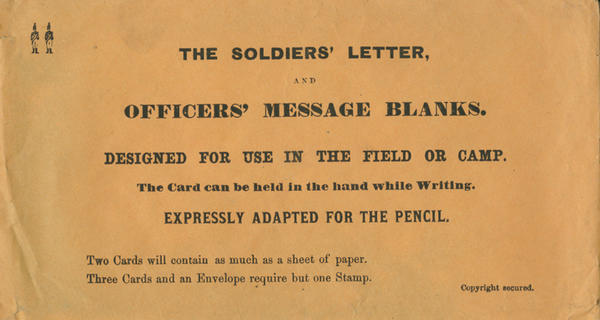 THE SOLDIERS' LETTER,
AND
OFFICERS' MESSAGE BLANKS.
DESIGNED FOR USE IN THE FIELD OR CAMP.
The Card can be held in the hand while Writing.
EXPRESSLY ADAPTED FOR THE PENCIL.
Two Cards will contain as much as a sheet of paper.
Three Cards and an Envelope require but one Stamp.
Copyright secured.